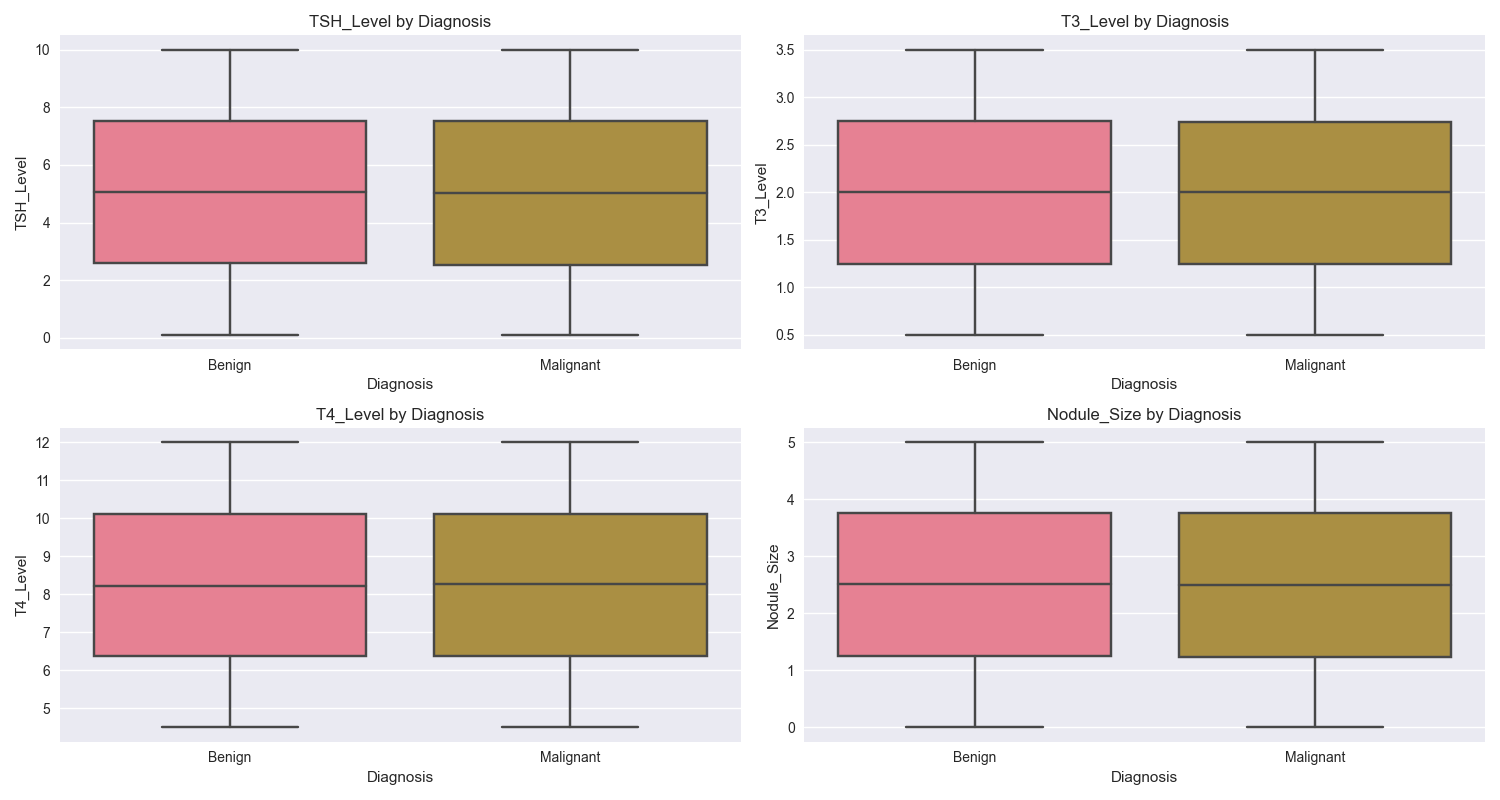 TSH_Level by Diagnosis
10
8
6
4
2
0
TSH_Level
Benign
Malignant
Diagnosis
T3_Level by Diagnosis
3.5
3.0
2.5
2.0
1.5
1.0
0.5
T3_Level
Benign
Malignant
Diagnosis
T4_Level by Diagnosis
12
11
10
9
8
7
6
5
T4_Level
Benign
Malignant
Diagnosis
Nodule_Size by Diagnosis
5
4
3
2
1
0
Nodule_Size
Benign
Malignant
Diagnosis